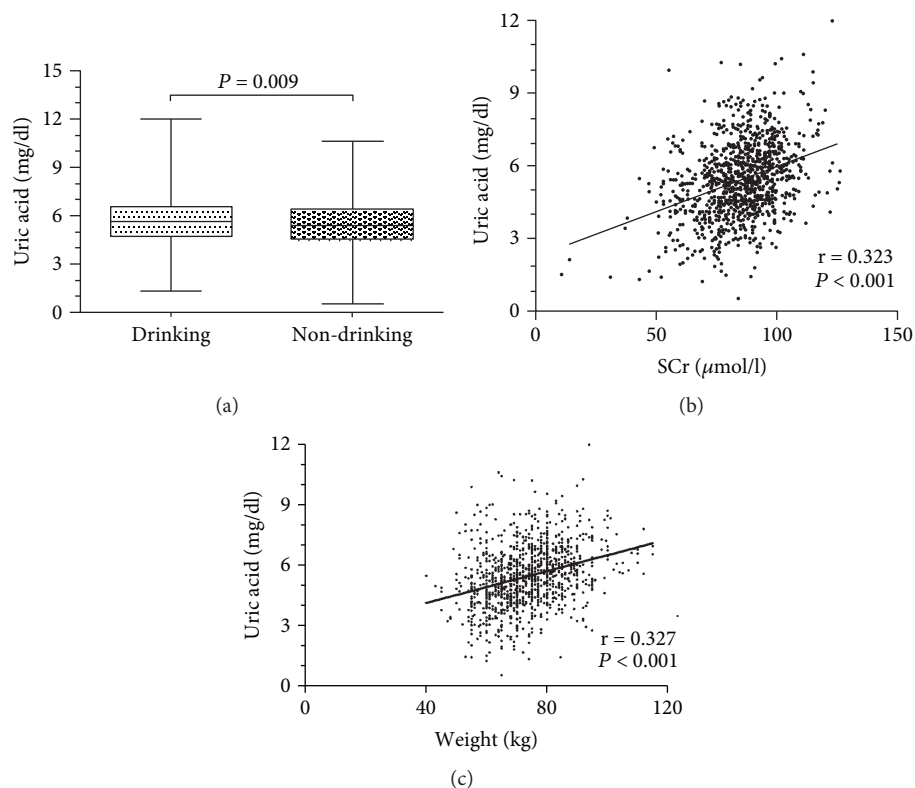 15
12
9
6
3
0
Uric acid (mg/dl)
P = 0.009
Drinking
Non-drinking
(a)
12
9
6
3
0
Uric acid (mg/dl)
r = 0.323
P < 0.001
0
50
100
150
SCr (μmol/l)
(b)
12
9
6
3
0
Uric acid (mg/dl)
r = 0.327
P < 0.001
0
40
80
120
Weight (kg)
(c)